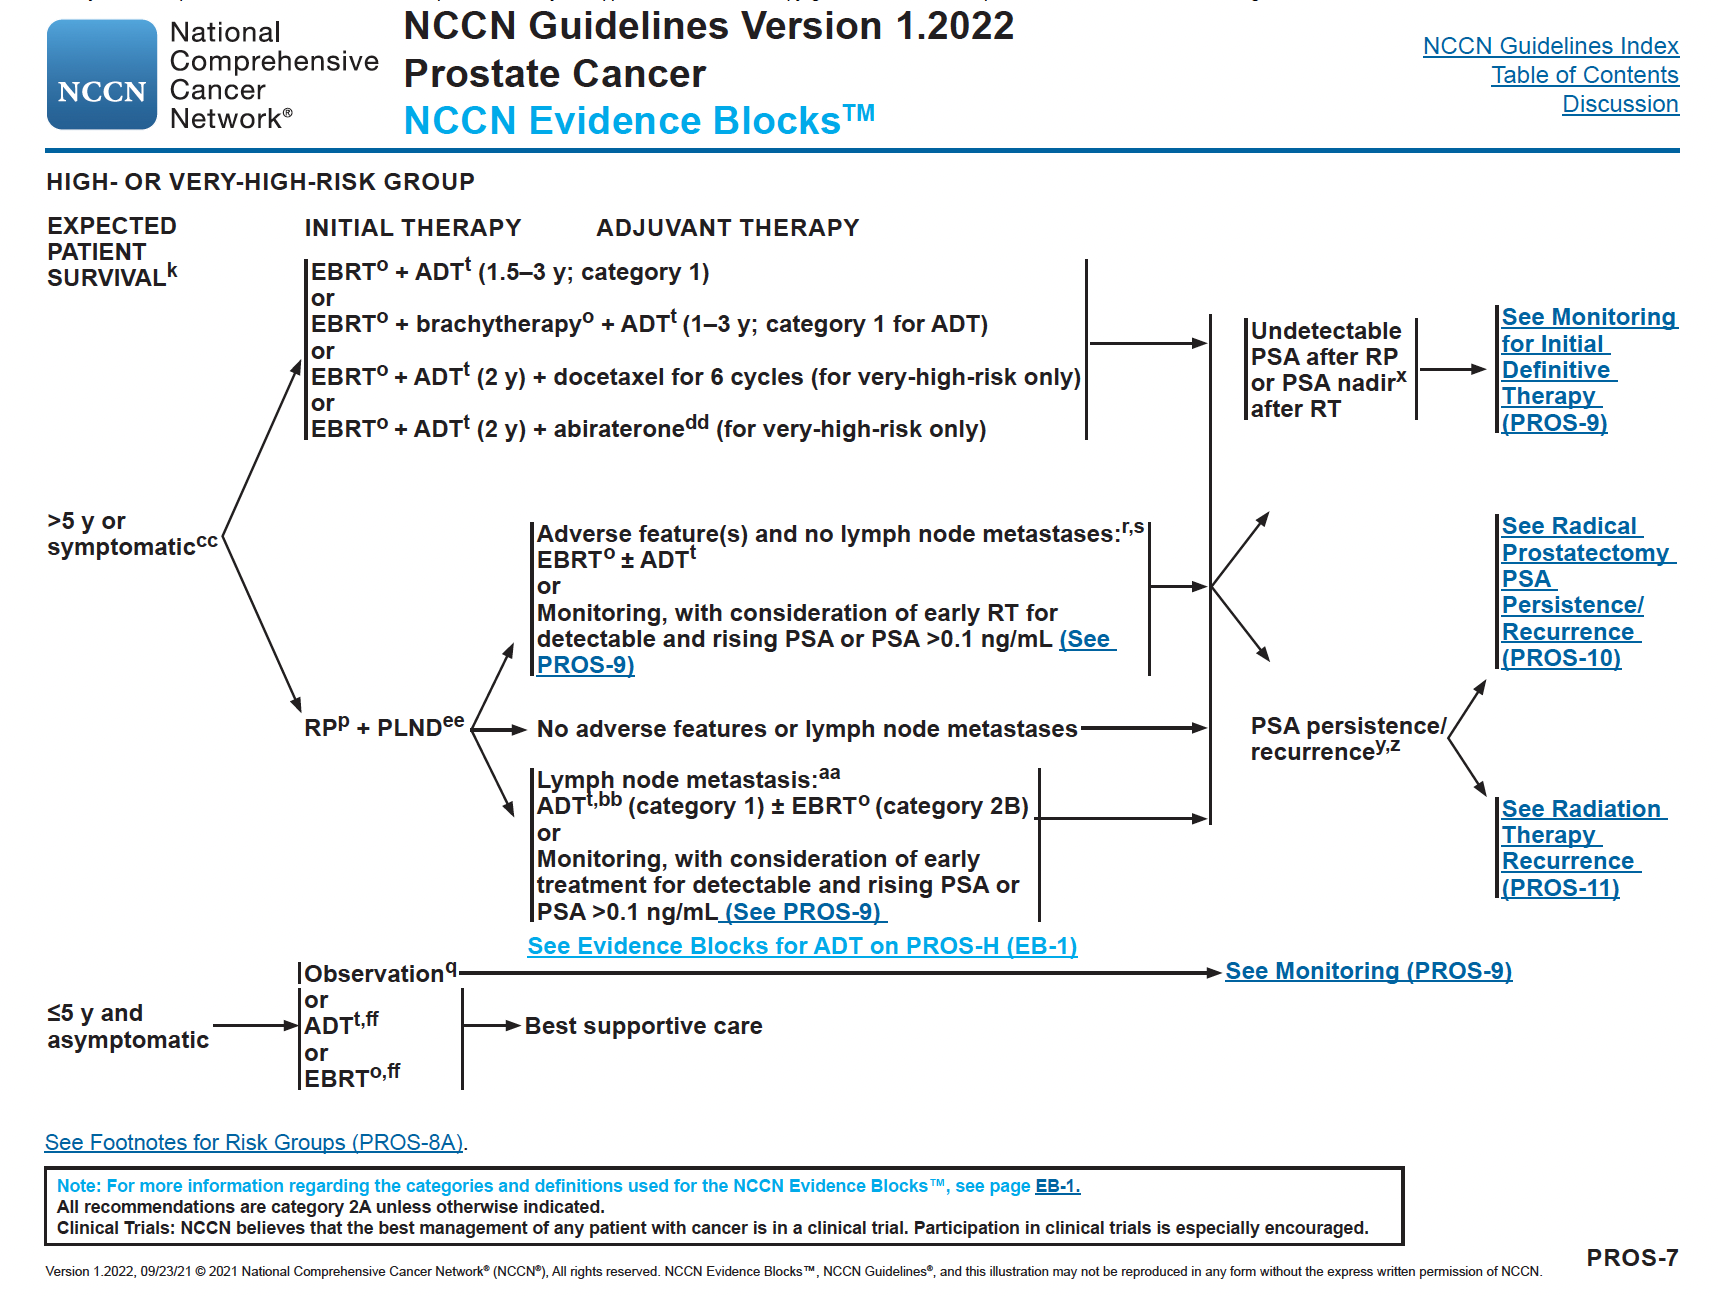 National
Comprehensive
Cancer
Network®
NCCN
NCCN Guidelines Version 1.2022
Prostate Cancer
NCCN Evidence Blocks™
NCCN Guidelines Index
Table of Contents
Discussion
HIGH- OR VERY-HIGH-RISK GROUP
EXPECTED
PATIENT
SURVIVALk
INITIAL THERAPY
ADJUVANT THERAPY
>5 y or
symptomaticcc
EBRTo + ADTt (1.5–3 y; category 1)
or
EBRTo + brachytherapyo + ADTt (1–3 y; category 1 for ADT)
or
EBRTo + ADTt (2 y) + docetaxel for 6 cycles (for very-high-risk only)
or
EBRTo + ADTt (2 y) + abirateronedd (for very-high-risk only)
RPp + PLNDee
Adverse feature(s) and no lymph node metastases:r,s
EBRTo ± ADTt
or
Monitoring, with consideration of early RT for
detectable and rising PSA or PSA >0.1 ng/mL (See
PROS-9)
No adverse features or lymph node metastases
Lymph node metastasis:aa
ADTt,bb (category 1) ± EBRTo (category 2B)
or
Monitoring, with consideration of early
treatment for detectable and rising PSA or
PSA >0.1 ng/mL (See PROS-9)
See Evidence Blocks for ADT on PROS-H (EB-1)
Undetectable
PSA after RP
or PSA nadirx
after RT
See Monitoring
for Initial
Definitive
Therapy
(PROS-9)
PSA persistence/
recurrencey,z
See Radical
Prostatectomy
PSA
Persistence/
Recurrence
(PROS-10)
See Radiation
Therapy
Recurrence
(PROS-11)
≤5 y and
asymptomatic
Observationq
or
ADTt,ff
or
EBRTo,ff
See Monitoring (PROS-9)
Best supportive care
See Footnotes for Risk Groups (PROS-8A).
Note: For more information regarding the categories and definitions used for the NCCN Evidence Blocks™, see page EB-1.
All recommendations are category 2A unless otherwise indicated.
Clinical Trials: NCCN believes that the best management of any patient with cancer is in a clinical trial. Participation in clinical trials is especially encouraged.
PROS-7
Version 1.2022, 09/23/21 © 2021 National Comprehensive Cancer Network® (NCCN®), All rights reserved. NCCN Evidence Blocks™, NCCN Guidelines®, and this illustration may not be reproduced in any form without the express written permission of NCCN.